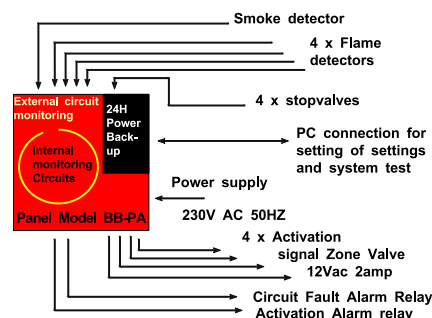 Smoke detector
4 x Flame
detectors
External circuit
monitoring
24H
Power
Back-
up
4 x stopvalves
Internal
monitoring
Circuits
PC connection for
setting of settings
and system test
Power supply
230V AC 50HZ
Panel Model BB-PA
4 x Activation
signal Zone Valve
12Vac 2amp
Circuit Fault Alarm Relay
Activation Alarm relay